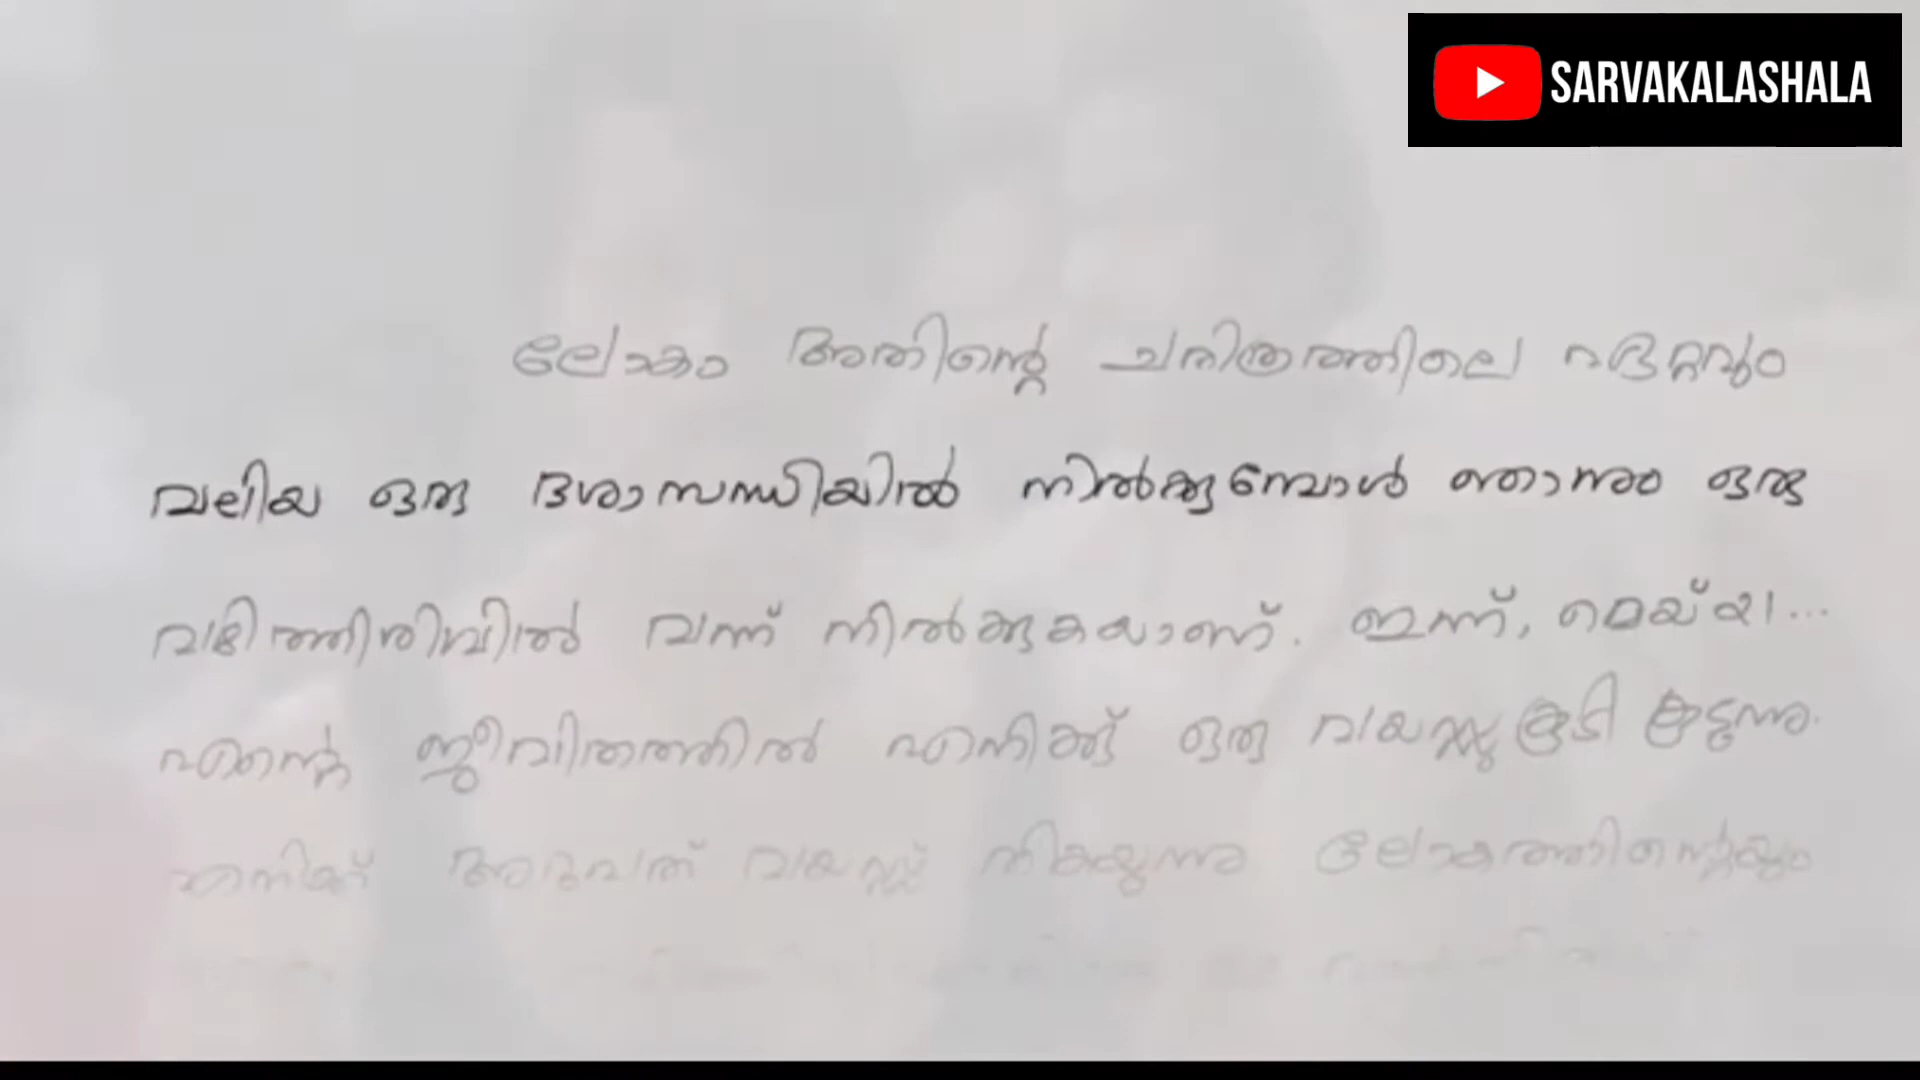 SARVAKALASHALA
ലോകം അതിന്റെ ചരിത്രത്തിലെ ഏറ്റവും
വലിയ ഒരു ദശാസന്ധിയിൽ നിൽക്കുമ്പോൾ ഞാനും ഒരു
വഴിത്തിരിവിൽ വന്ന് നിൽക്കുകയാണ്. ഇന്ന്, മെയ് 21...
എന്റെ ജീവിതത്തിൽ എനിക്ക് ഒരു വയസ്സുകൂടി കൂടുന്നു.
എനിക്ക് അറുപത് വയസ്സ് തികയുന്നു ലോകത്തിന്റെയും